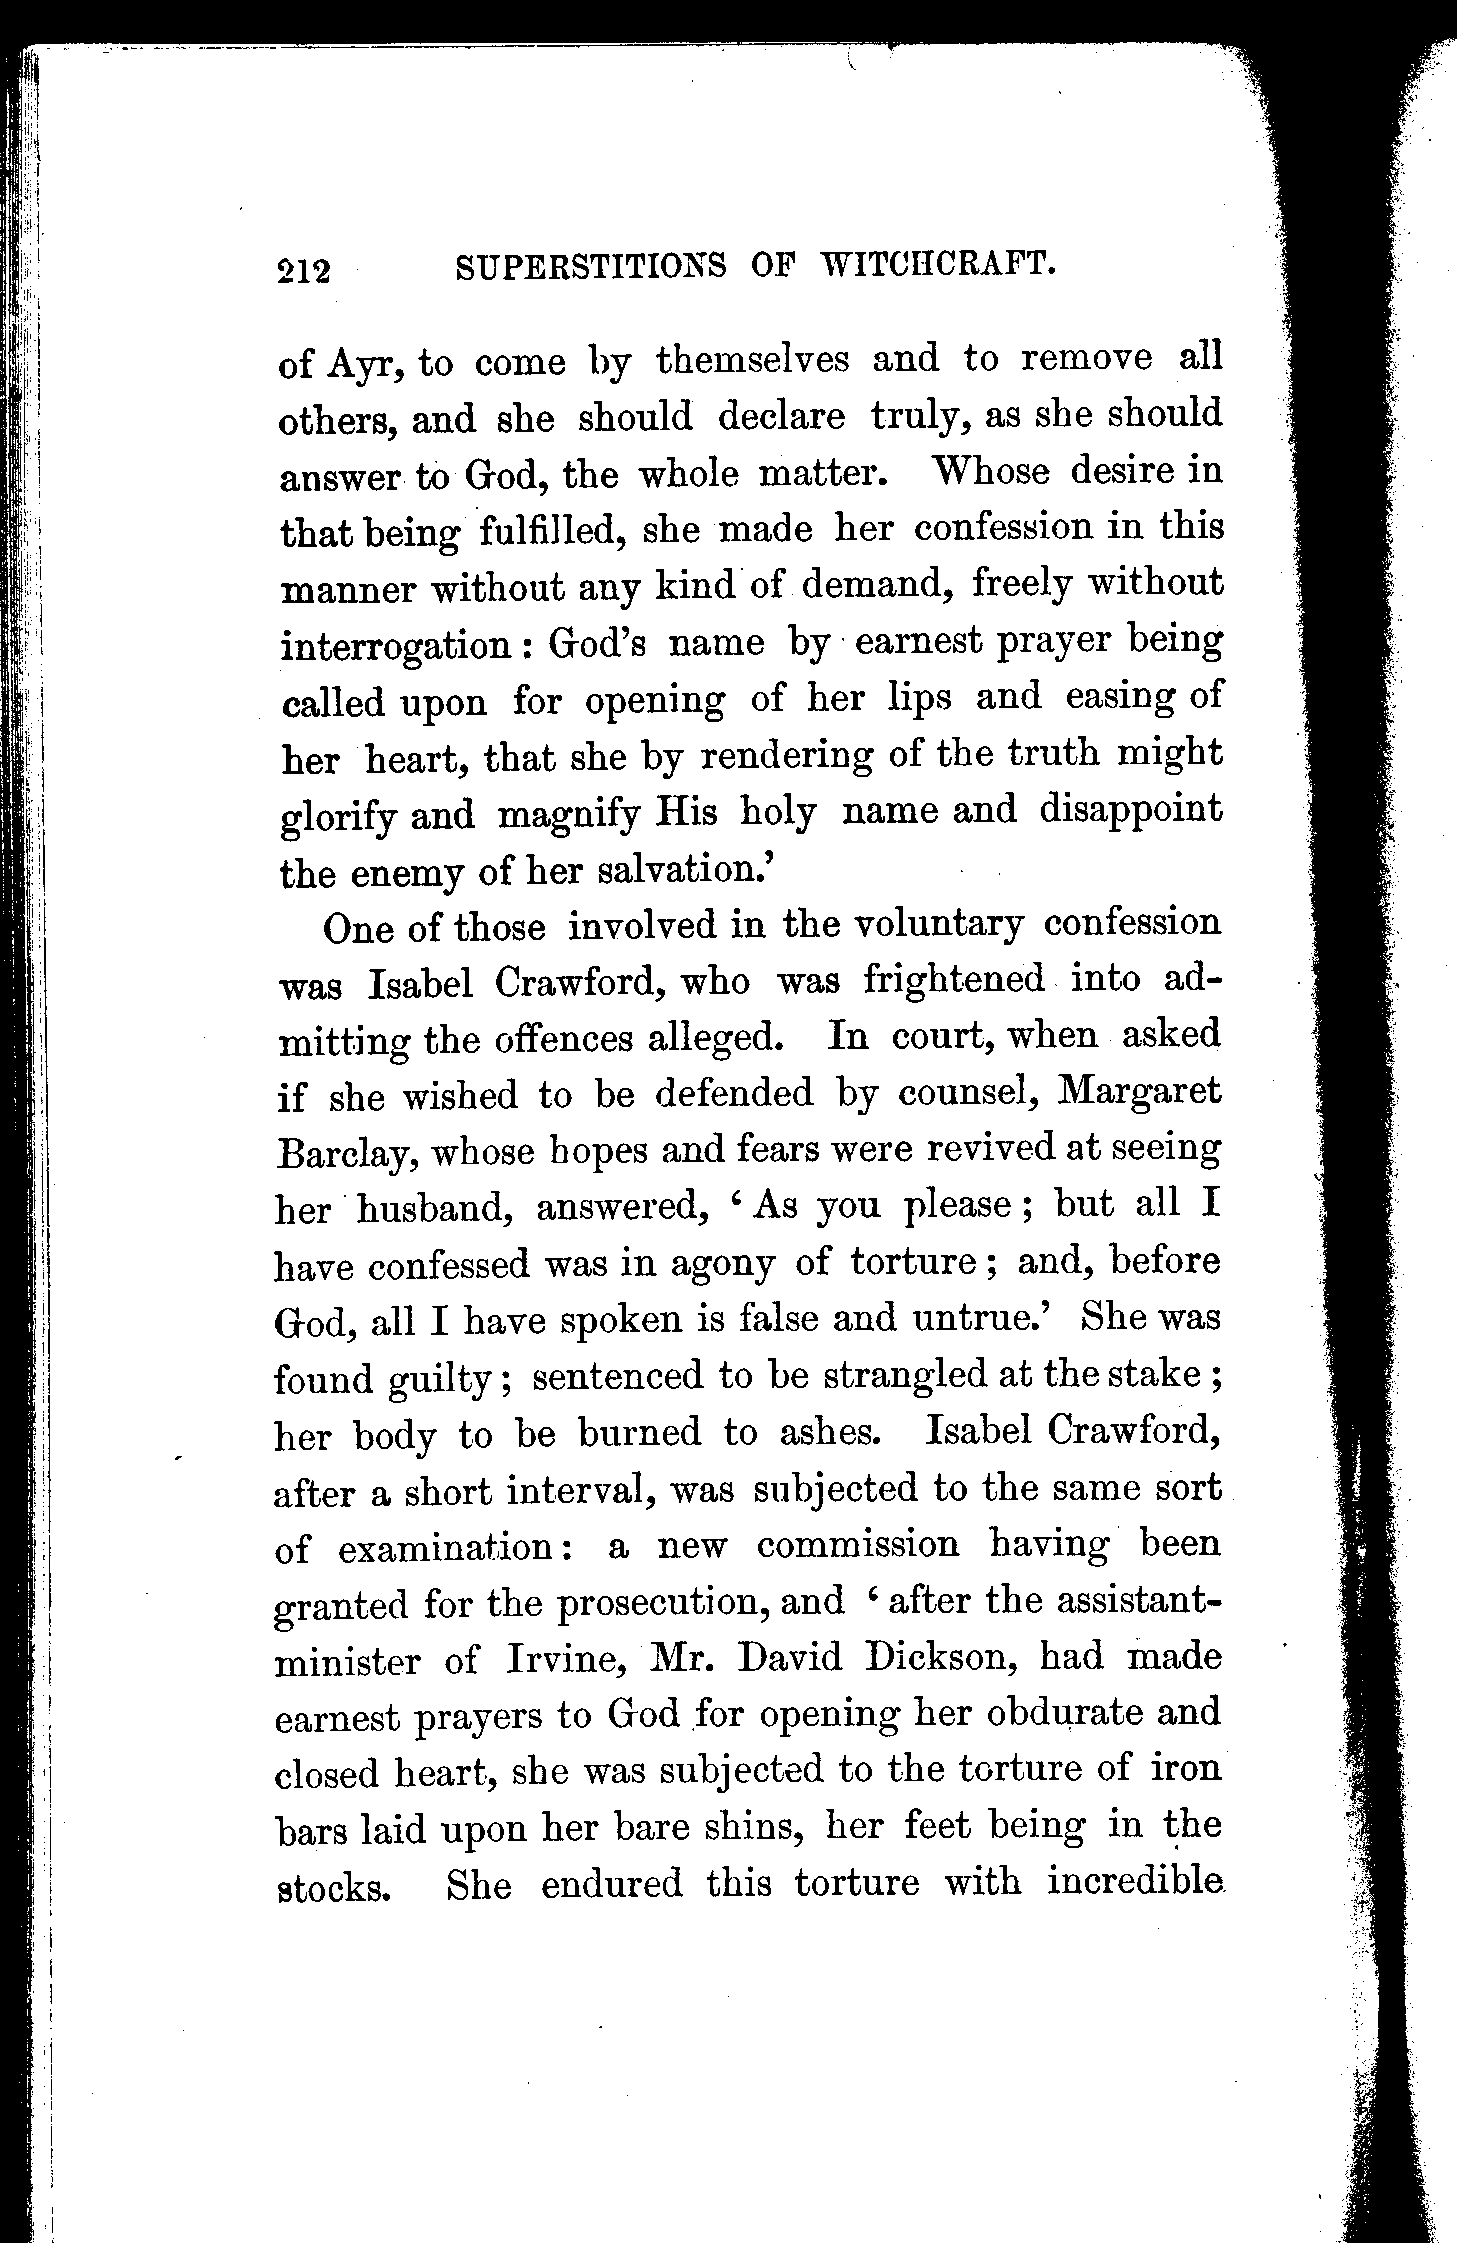 212 SUPERSTITIONS OF WITCHCRAFT.
of Ayr, to come by themselves and to remove all
others, and she should declare truly, as she should
answer to God, the whole matter. Whose desire in
that being fulfilled, she made her confession in this
manner without any kind of demand, freely without
interrogation : God's name by earnest prayer being
called upon for opening of her lips and easing of
her heart, that she by rendering of the truth might
glorify and magnify His holy name and disappoint
the enemy of her salvation.'
One of those involved in the voluntary confession
was Isabel Crawford, who was frightened into ad-
mitting the offences alleged. In court, when asked
if she wished to be defended by counsel, Margaret
Barclay, whose hopes and fears were revived at seeing
her husband, answered, ‘ As you please ; but all I
have confessed was in agony of torture ; and, before
God, all I have spoken is false and untrue.' She was
found guilty ; sentenced to be strangled at the stake ;
her body to be burned to ashes. Isabel Crawford,
after a short interval, was subjected to the same sort
of examination : a new commission having been
granted for the prosecution, and ‘ after the assistant-
minister of Irvine, Mr. David Dickson, had made
earnest prayers to God for opening her obdurate and
closed heart, she was subjected to the torture of iron
bars laid upon her bare shins, her feet being in the
stocks. She endured this torture with incredible